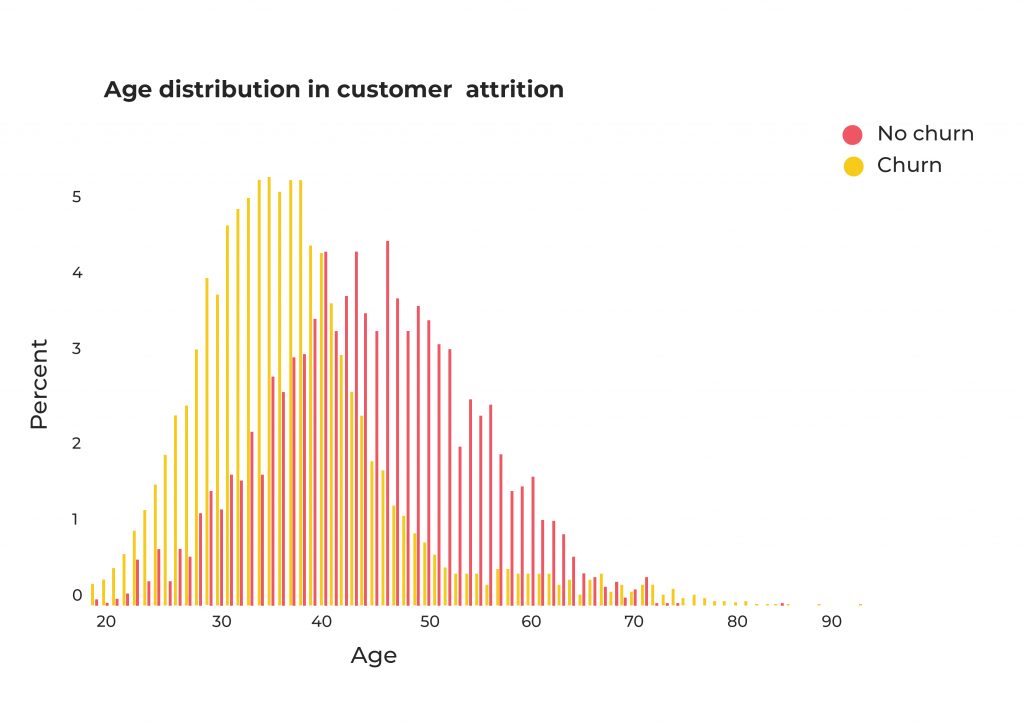 Age distribution in customer  attrition
No churn
Churn
5
4
3
2
1
0
Percent
20 30 40 50 60 70 80 90
Age